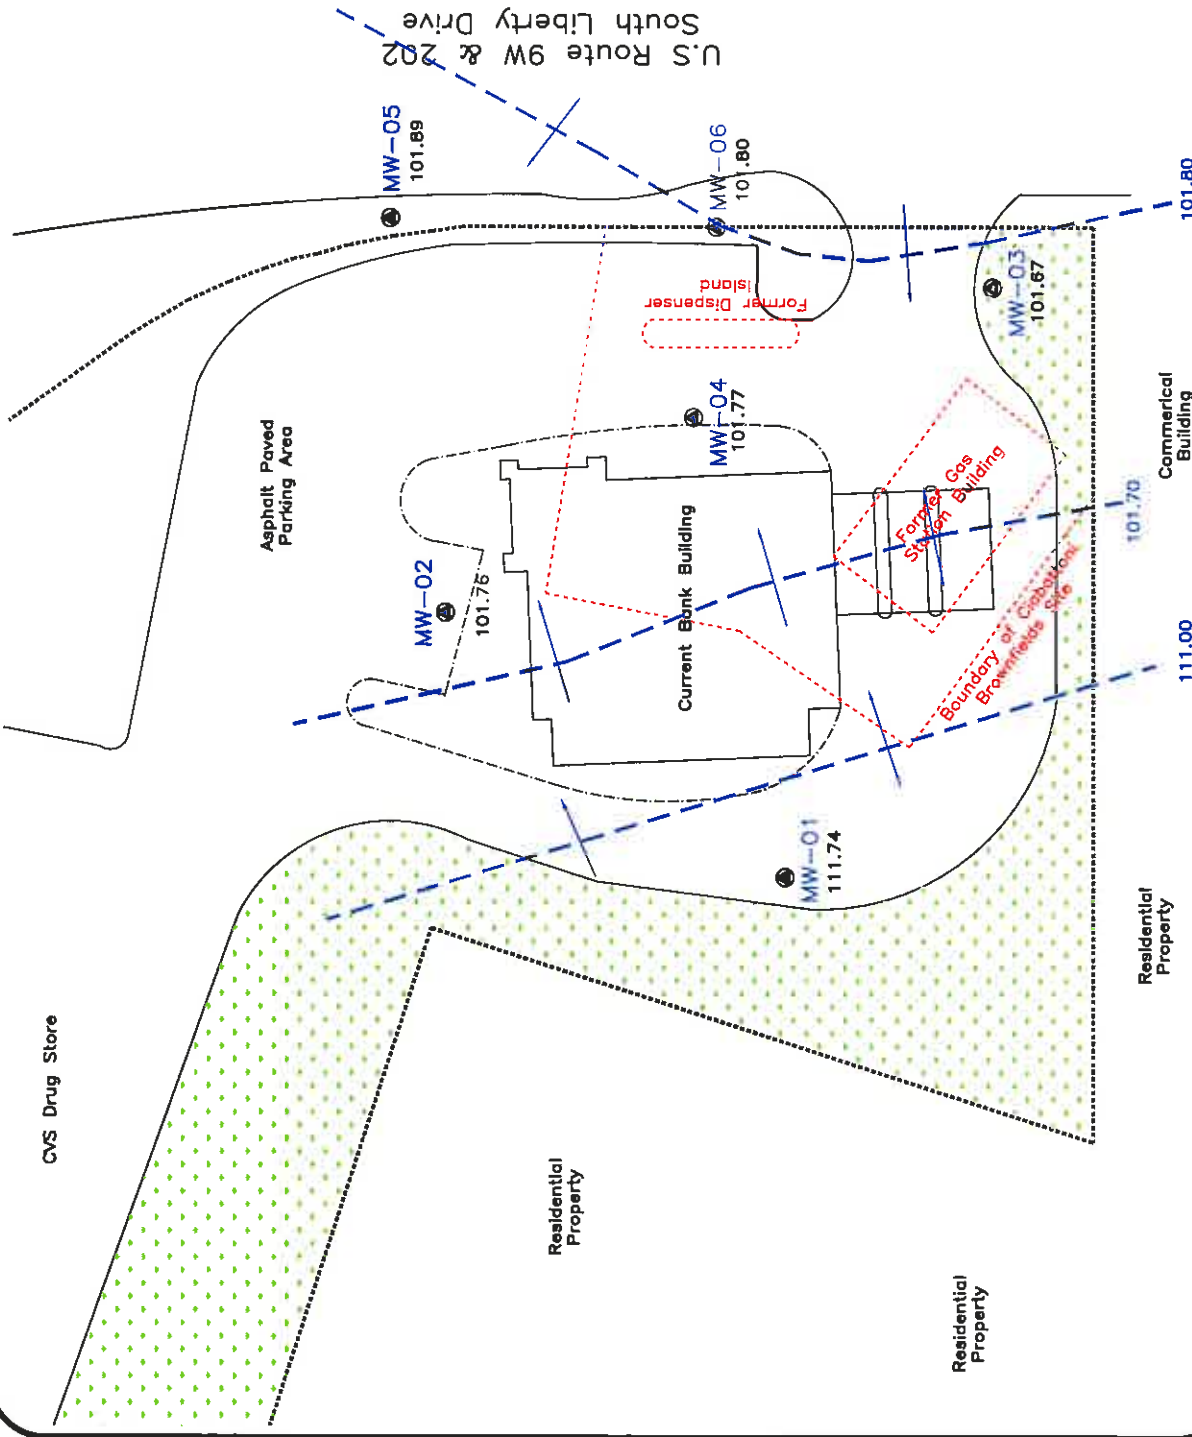 U.S Route 9W & 202
South Liberty Drive
MW-05
101.89
MW-06
101.80
Former Dispenser
Island
MW-03
101.67
101.80
Asphalt Paved
Parking Area
MW-04
101.77
Former Gas
Station Building
Commerical
Building
MW-02
101.76
Current Bank Building
101.70
Boundary of Ciabattoni
Brownfields Site
111.00
MW-01
111.74
CVS Drug Store
Residential
Property
Residential
Property
Residential
Property